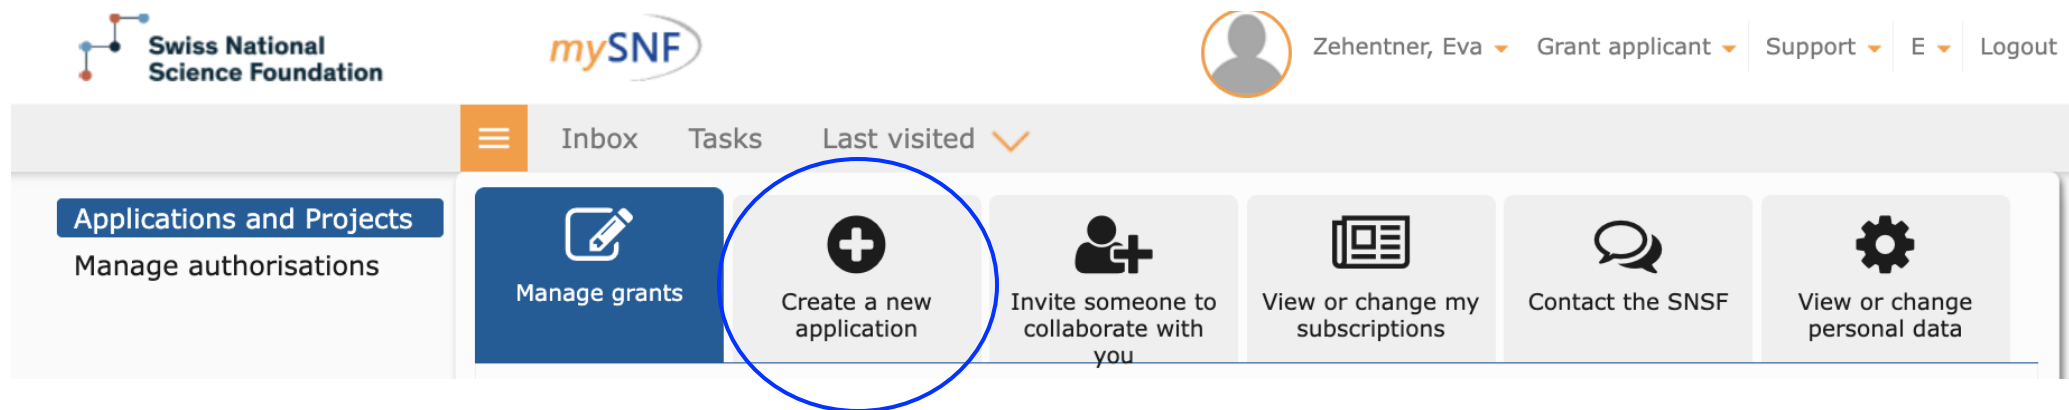 Swiss National
Science Foundation
mySNF
Zehentner, Eva
Grant applicant
Support
E
Logout
Inbox
Tasks
Last visited
Applications and Projects
Manage authorisations
Manage grants
Create a new
application
Invite someone to
collaborate with
you
View or change my
subscriptions
Contact the SNSF
View or change
personal data